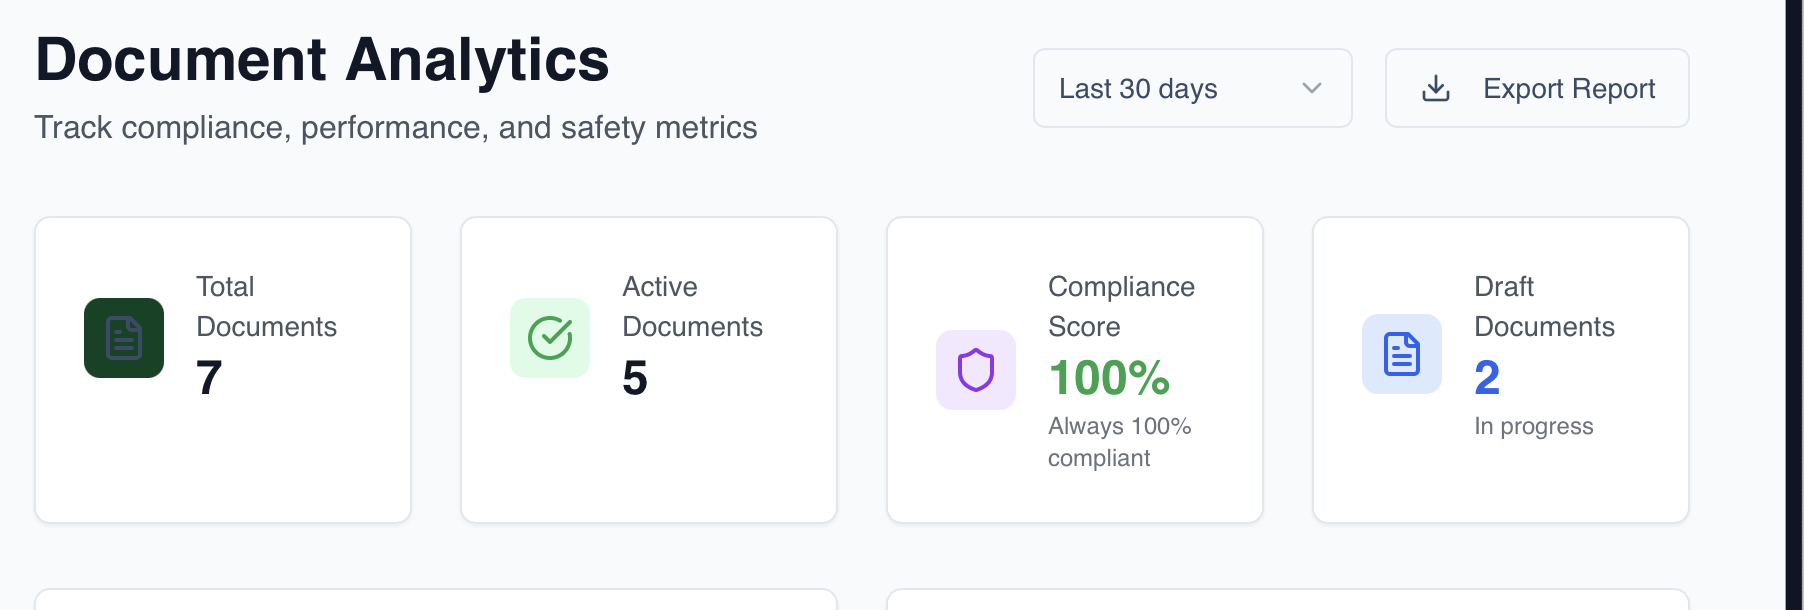 Document Analytics
Track compliance, performance, and safety metrics
Last 30 days
Export Report
Total
Documents
7
Active
Documents
5
Compliance
Score
100%
Always 100%
compliant
Draft
Documents
2
In progress